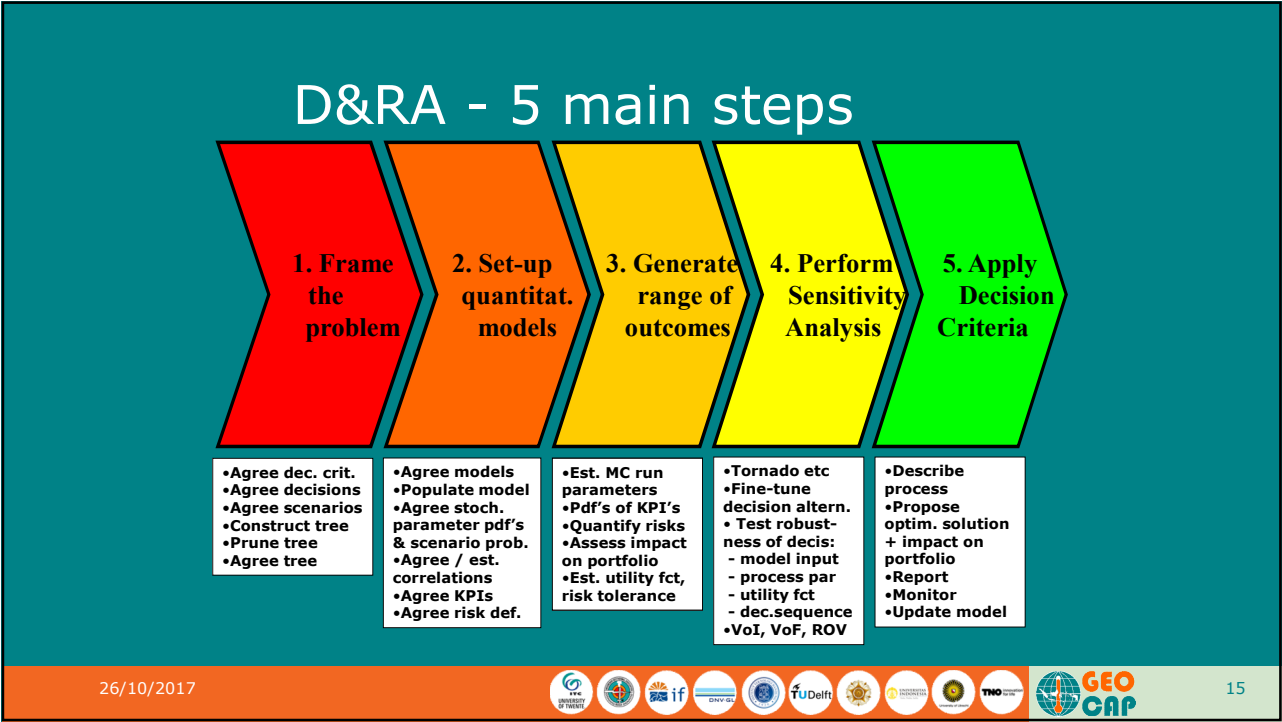 D&RA - 5 main steps
1. Frame
the
problem
2. Set-up
quantitat.
models
3. Generate
range of
outcomes
4. Perform
Sensitivity
Analysis
5. Apply
Decision
Criteria
•Agree dec. crit.
•Agree decisions
•Agree scenarios
•Construct tree
•Prune tree
•Agree tree
•Agree models
•Populate model
•Agree stoch.
parameter pdf’s
& scenario prob.
•Agree / est.
correlations
•Agree KPIs
•Agree risk def.
•Est. MC run
parameters
•Pdf’s of KPI’s
•Quantify risks
•Assess impact
on portfolio
•Est. utility fct,
risk tolerance
•Tornado etc
•Fine-tune
decision altern.
• Test robust-
ness of decis:
- model input
- process par
- utility fct
- dec.sequence
•VoI, VoF, ROV
•Describe
process
•Propose
optim. solution
+ impact on
portfolio
•Report
•Monitor
•Update model
26/10/2017
ITC
UNIVERSITY
OF TWENTE
if
DNV·GL
TUDelft
UNIVERSITAS
INDONESIA
TNO innovation
for life
GEO
CAP
15